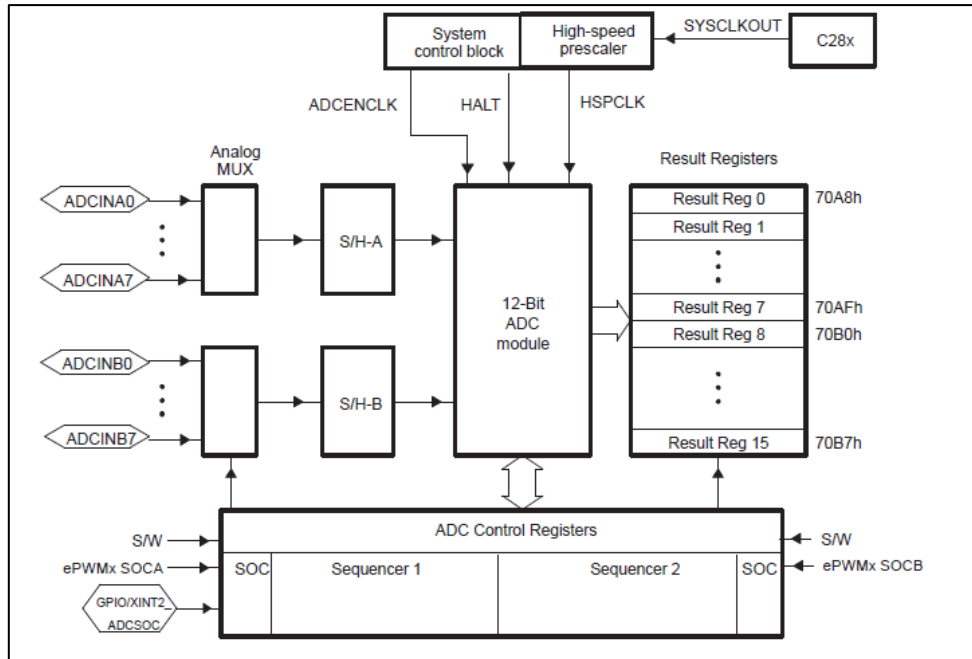 System
control block
High-speed
prescaler
SYSCLKOUT
C28x
ADCENCLK
HALT
HSPCLK
Analog
MUX
Result Registers
ADCINA0
ADCINA7
S/H-A
12-Bit
ADC
module
Result Reg 0
70A8h
Result Reg 1
Result Reg 7
70AFh
Result Reg 8
70B0h
ADCINB0
ADCINB7
S/H-B
Result Reg 15
70B7h
ADC Control Registers
S/W
S/W
ePWMx SOCA
SOC
Sequencer 1
Sequencer 2
SOC
ePWMx SOCB
GPIO/XINT2_
ADCSOC